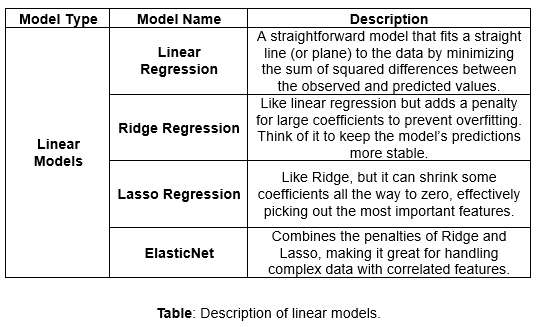 Model Type Model Name Description
Linear Models
Linear Regression
A straightforward model that fits a straight
line (or plane) to the data by minimizing
the sum of squared differences between
the observed and predicted values.
Ridge Regression
Like linear regression but adds a penalty
for large coefficients to prevent overfitting.
Think of it to keep the model’s predictions
more stable.
Lasso Regression
Like Ridge, but it can shrink some
coefficients all the way to zero, effectively
picking out the most important features.
ElasticNet
Combines the penalties of Ridge and
Lasso, making it great for handling
complex data with correlated features.
Table: Description of linear models.